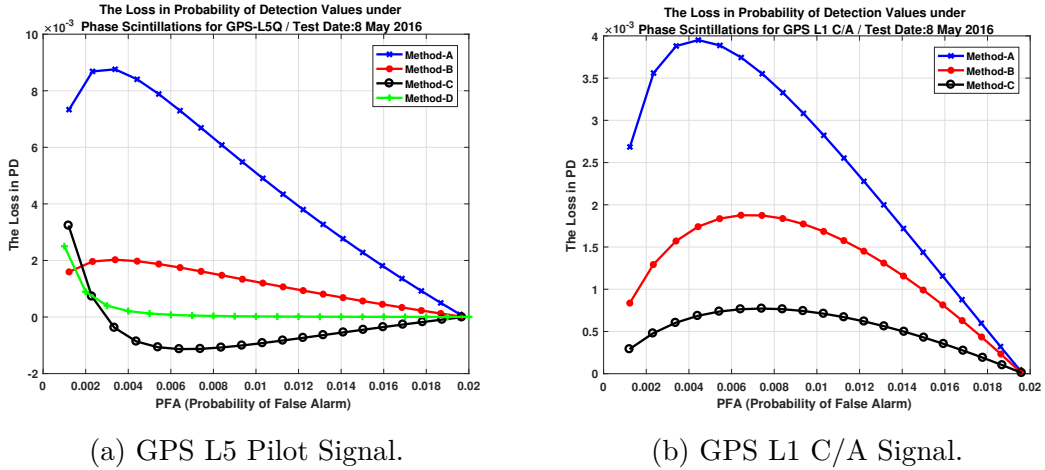 The Loss in Probability of Detection Values under
Phase Scintillations for GPS-L5Q / Test Date:8 May 2016
×10⁻³
10
8
6
4
2
0
-2
The Loss in PD
Method-A
Method-B
Method-C
Method-D
0
0.002
0.004
0.006
0.008
0.01
0.012
0.014
0.016
0.018
0.02
PFA (Probability of False Alarm)
(a) GPS L5 Pilot Signal.
The Loss in Probability of Detection Values under
Phase Scintillations for GPS L1 C/A / Test Date:8 May 2016
×10⁻³
4
3.5
3
2.5
2
1.5
1
0.5
0
The Loss in PD
Method-A
Method-B
Method-C
0
0.002
0.004
0.006
0.008
0.01
0.012
0.014
0.016
0.018
0.02
PFA (Probability of False Alarm)
(b) GPS L1 C/A Signal.